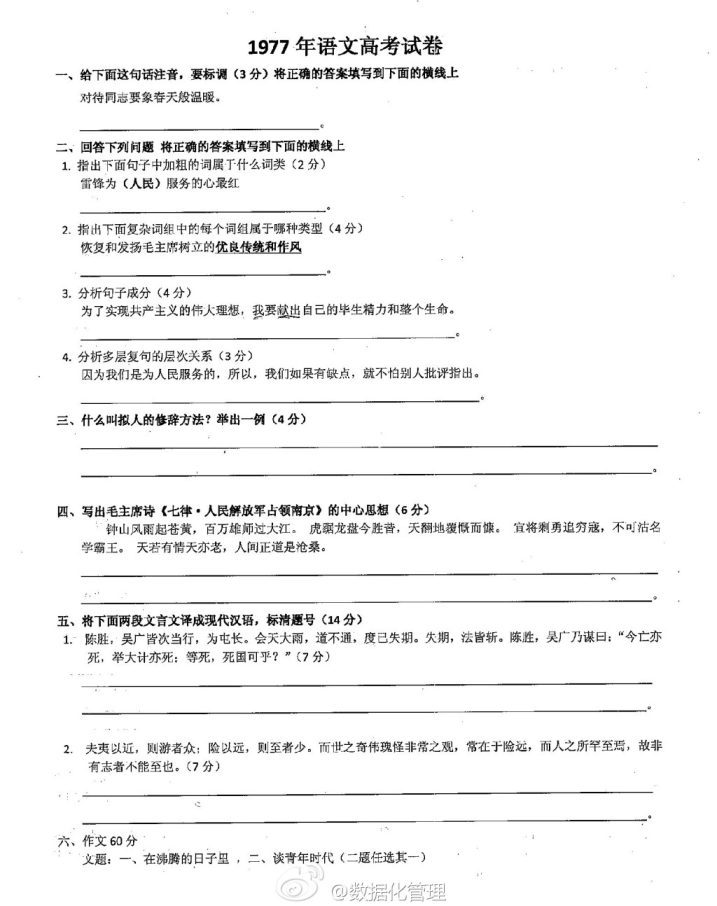 1977 年语文高考试卷
一、给下面这句话注音，要标调（3 分）将正确的答案填写到下面的横线上
对待同志要象春天般温暖。
。
二、回答下列问题 将正确的答案填写到下面的横线上
1. 指出下面句子中加粗的词属于什么词类（2 分）
雷锋为（人民）服务的心最红
。
2. 指出下面复杂词组中的每个词组属于哪种类型（4 分）
恢复和发扬毛主席树立的优良传统和作风
。
3. 分析句子成分（4 分）
为了实现共产主义的伟大理想，我要献出自己的毕生精力和整个生命。
。
4. 分析多层复句的层次关系（3 分）
因为我们是为人民服务的，所以，我们如果有缺点，就不怕别人批评指出。
。
三、什么叫拟人的修辞方法？举出一例（4 分）
。
四、写出毛主席诗《七律·人民解放军占领南京》的中心思想（6 分）
钟山风雨起苍黄，百万雄师过大江。 虎踞龙盘今胜昔，天翻地覆慨而慷。 宜将剩勇追穷寇，不可沽名
学霸王。 天若有情天亦老，人间正道是沧桑。
。
五、将下面两段文言文译成现代汉语，标清题号（14 分）
1. 陈胜，吴广皆次当行，为屯长。会天大雨，道不通，度已失期。失期，法皆斩。陈胜，吴广乃谋曰：“今亡亦
死，举大计亦死；等死，死国可乎？”（7 分）
。
2. 夫夷以近，则游者众；险以远，则至者少。而世之奇伟瑰怪非常之观，常在于险远，而人之所罕至焉，故非
有志者不能至也。（7 分）
。
六、作文 60 分
文题：一、在沸腾的日子里 ，二、谈青年时代（二题任选其一）
@数据化管理